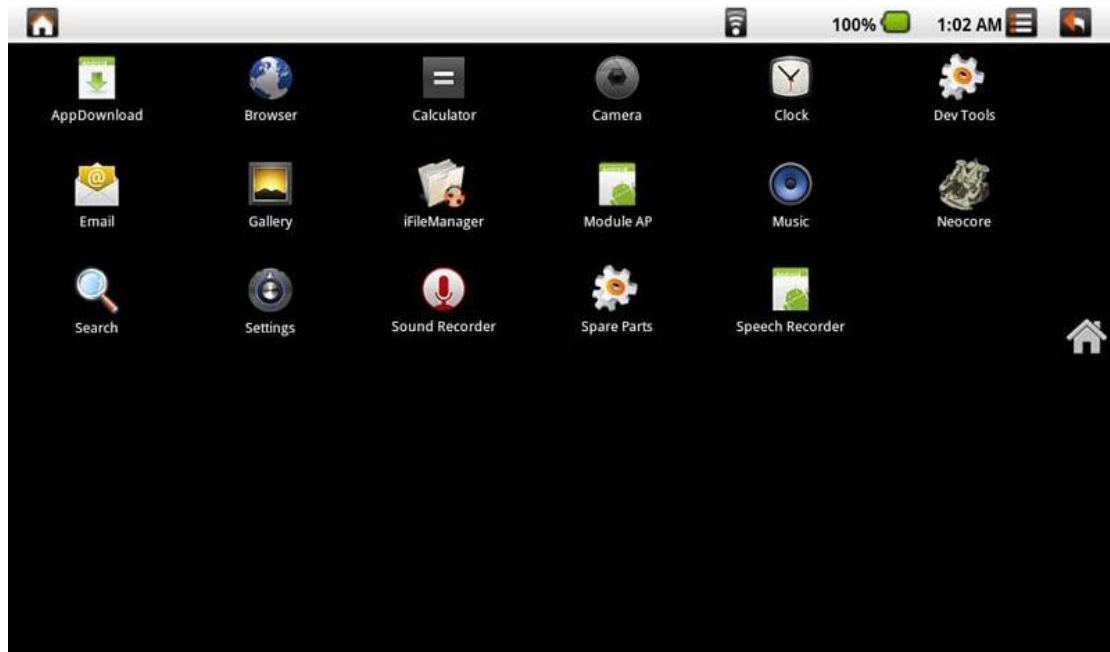 100% 1:02 AM
AppDownload Browser Calculator Camera Clock Dev Tools
Email Gallery iFileManager Module AP Music Neocore
Search Settings Sound Recorder Spare Parts Speech Recorder